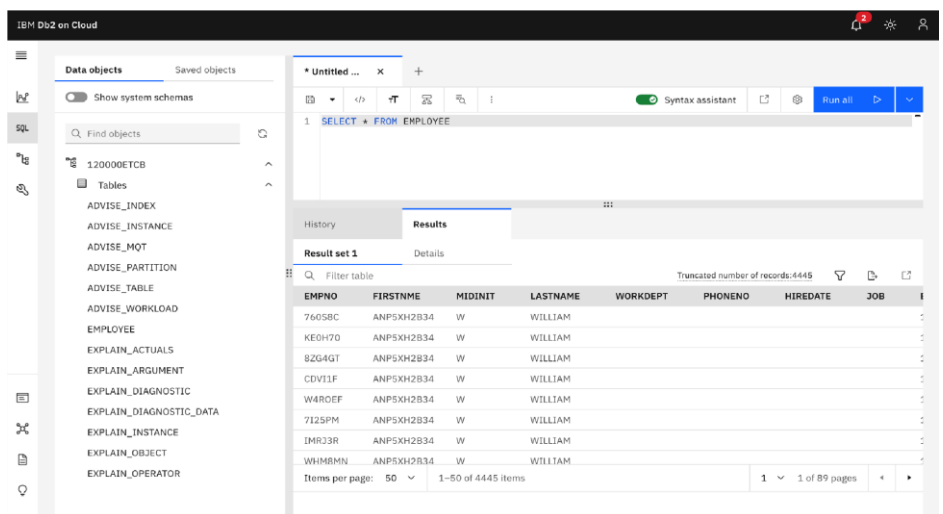 IBM Db2 on Cloud
2
Data objects Saved objects
Show system schemas
SQL
Find objects
120000ETCB
Tables
ADVISE_INDEX
ADVISE_INSTANCE
ADVISE_MQT
ADVISE_PARTITION
ADVISE_TABLE
ADVISE_WORKLOAD
EMPLOYEE
EXPLAIN_ACTUALS
EXPLAIN_ARGUMENT
EXPLAIN_DIAGNOSTIC
EXPLAIN_DIAGNOSTIC_DATA
EXPLAIN_INSTANCE
EXPLAIN_OBJECT
EXPLAIN_OPERATOR
* Untitled ...
Syntax assistant Run all
1 SELECT * FROM EMPLOYEE
History Results
Result set 1 Details
Filter table Truncated number of records:4445
EMPNO FIRSTNME MIDINIT LASTNAME WORKDEPT PHONENO HIREDATE JOB
760S8C ANP5XH2B34 W WILLIAM
KE0H70 ANP5XH2B34 W WILLIAM
8ZG4GT ANP5XH2B34 W WILLIAM
CDVI1F ANP5XH2B34 W WILLIAM
W4ROEF ANP5XH2B34 W WILLIAM
7I2SPM ANP5XH2B34 W WILLIAM
IMRJ3R ANP5XH2B34 W WILLIAM
WHM8MN ANP5XH2B34 W WILLIAM
Items per page: 50 1–50 of 4445 items 1 1 of 89 pages